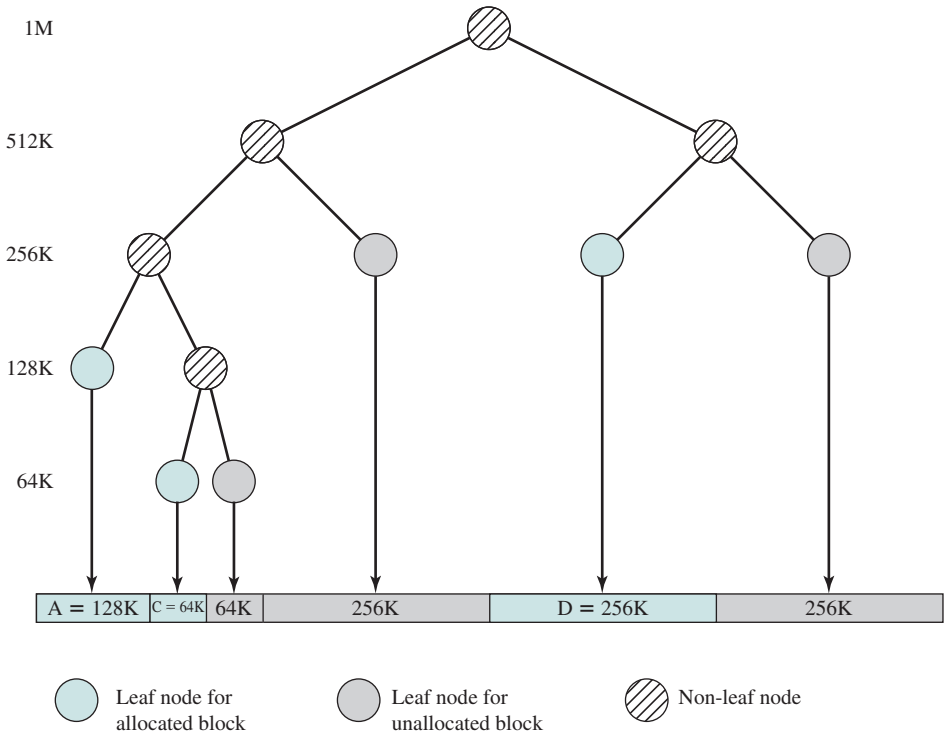 1M
512K
256K
128K
64K
A = 128K
C = 64K
64K
256K
D = 256K
256K
Leaf node for
allocated block
Leaf node for
unallocated block
Non-leaf node